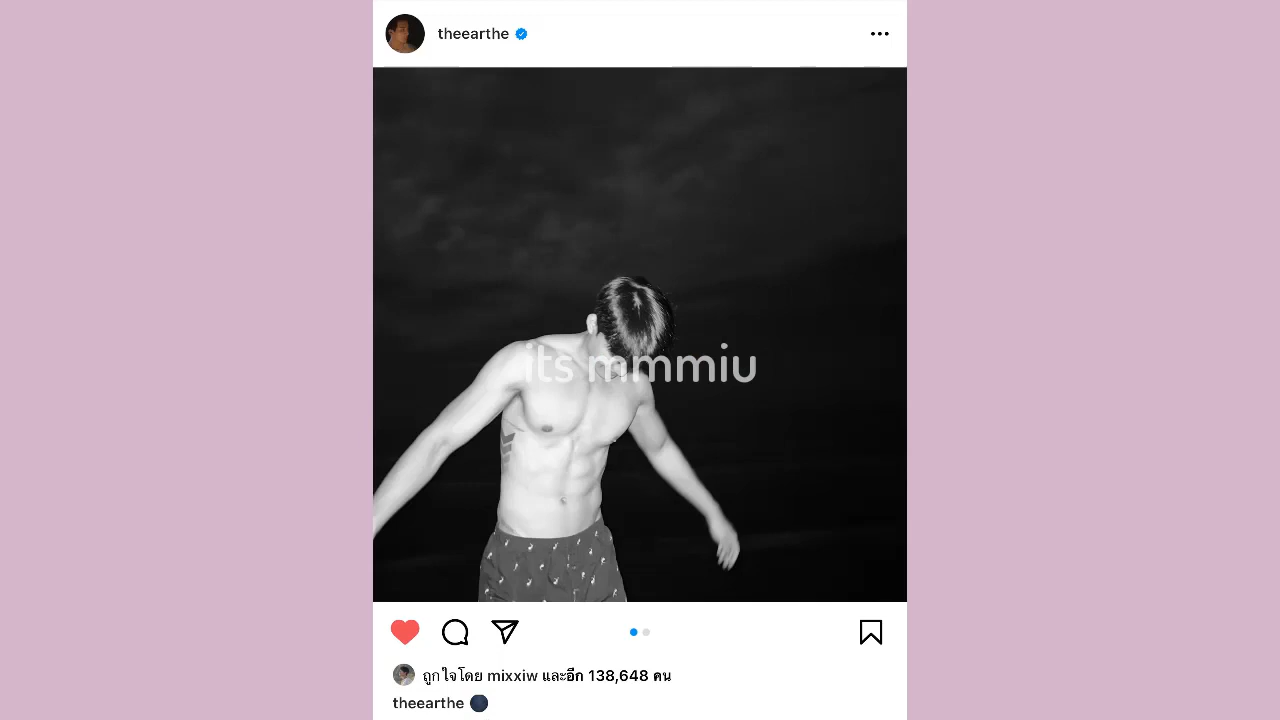 theearthe
its mmmiu
ถูกใจโดย mixxiw และอีก 138,648 คน
theearthe 🌑